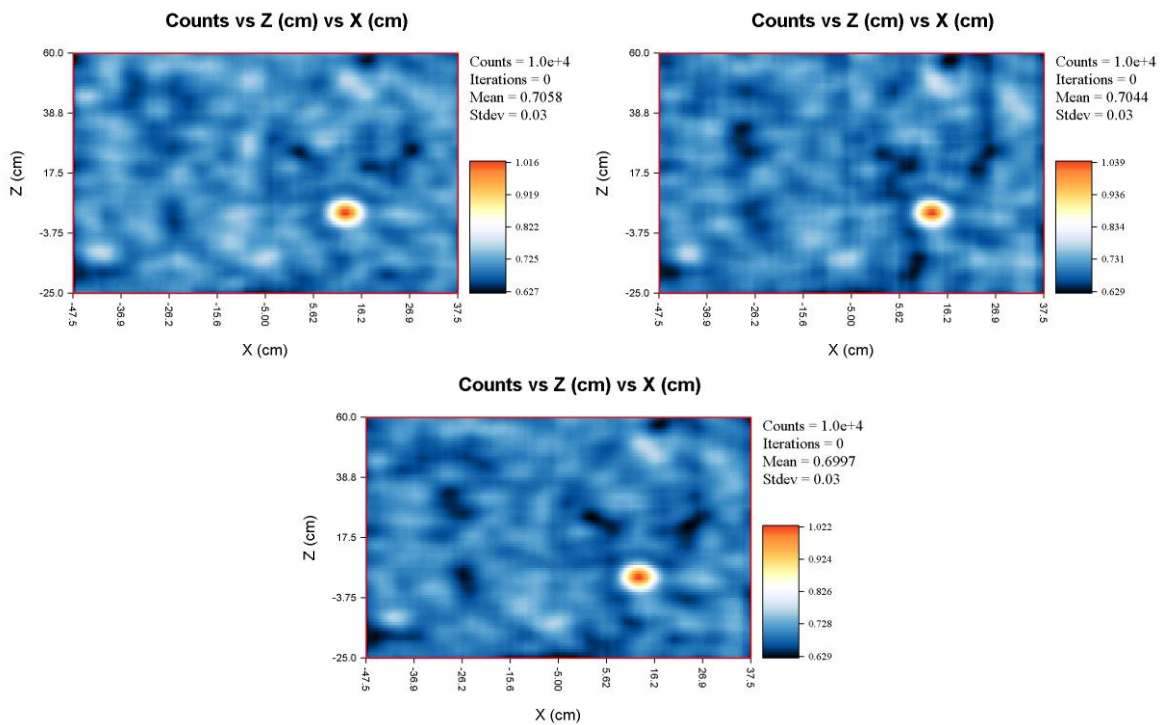 Counts vs Z (cm) vs X (cm)
60.0
38.8
17.5
-3.75
-25.0
Z (cm)
-47.5
-36.9
-26.2
-15.6
-5.00
5.62
16.2
26.9
37.5
X (cm)
Counts = 1.0e+4
Iterations = 0
Mean = 0.7058
Stdev = 0.03
1.016
0.919
0.822
0.725
0.627
Counts vs Z (cm) vs X (cm)
60.0
38.8
17.5
-3.75
-25.0
Z (cm)
-47.5
-36.9
-26.2
-15.6
-5.00
5.62
16.2
26.9
37.5
X (cm)
Counts = 1.0e+4
Iterations = 0
Mean = 0.7044
Stdev = 0.03
1.039
0.936
0.834
0.731
0.629
Counts vs Z (cm) vs X (cm)
60.0
38.8
17.5
-3.75
-25.0
Z (cm)
-47.5
-36.9
-26.2
-15.6
-5.00
5.62
16.2
26.9
37.5
X (cm)
Counts = 1.0e+4
Iterations = 0
Mean = 0.6997
Stdev = 0.03
1.022
0.924
0.826
0.728
0.629